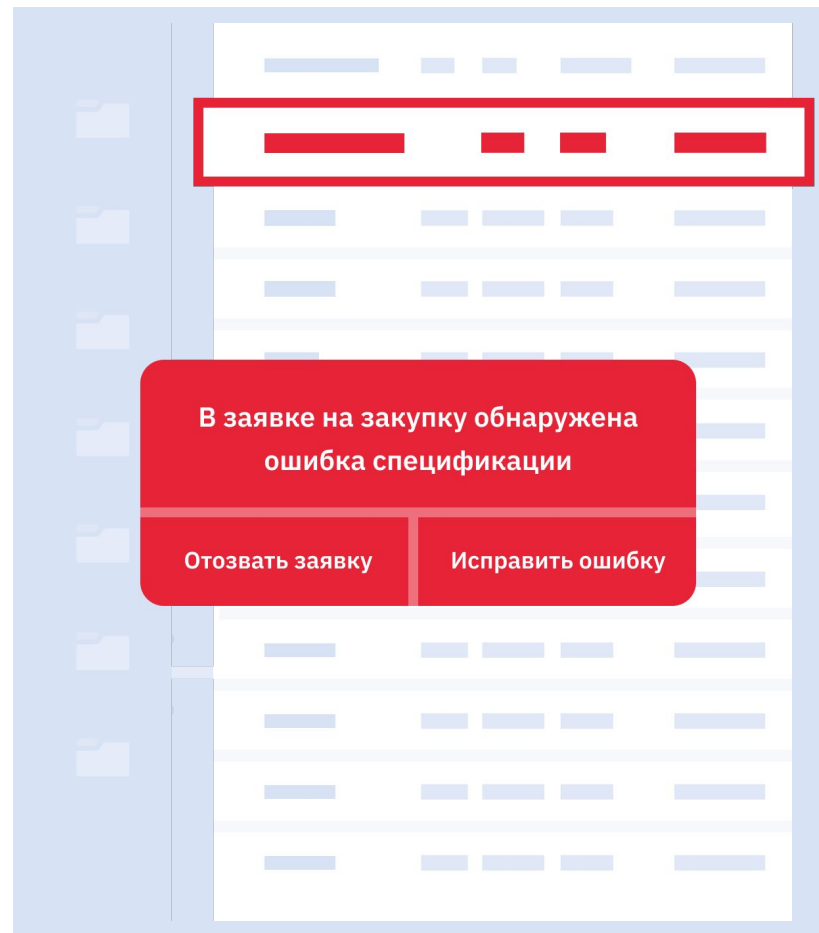 В заявке на закупку обнаружена
ошибка спецификации
Отозвать заявку
Исправить ошибку